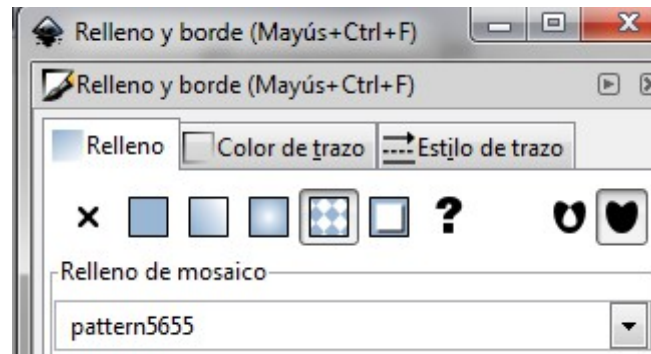 Relleno y borde (Mayús+Ctrl+F)
Relleno y borde (Mayús+Ctrl+F)
Relleno Color de trazo Estilo de trazo
?
Relleno de mosaico
pattern5655